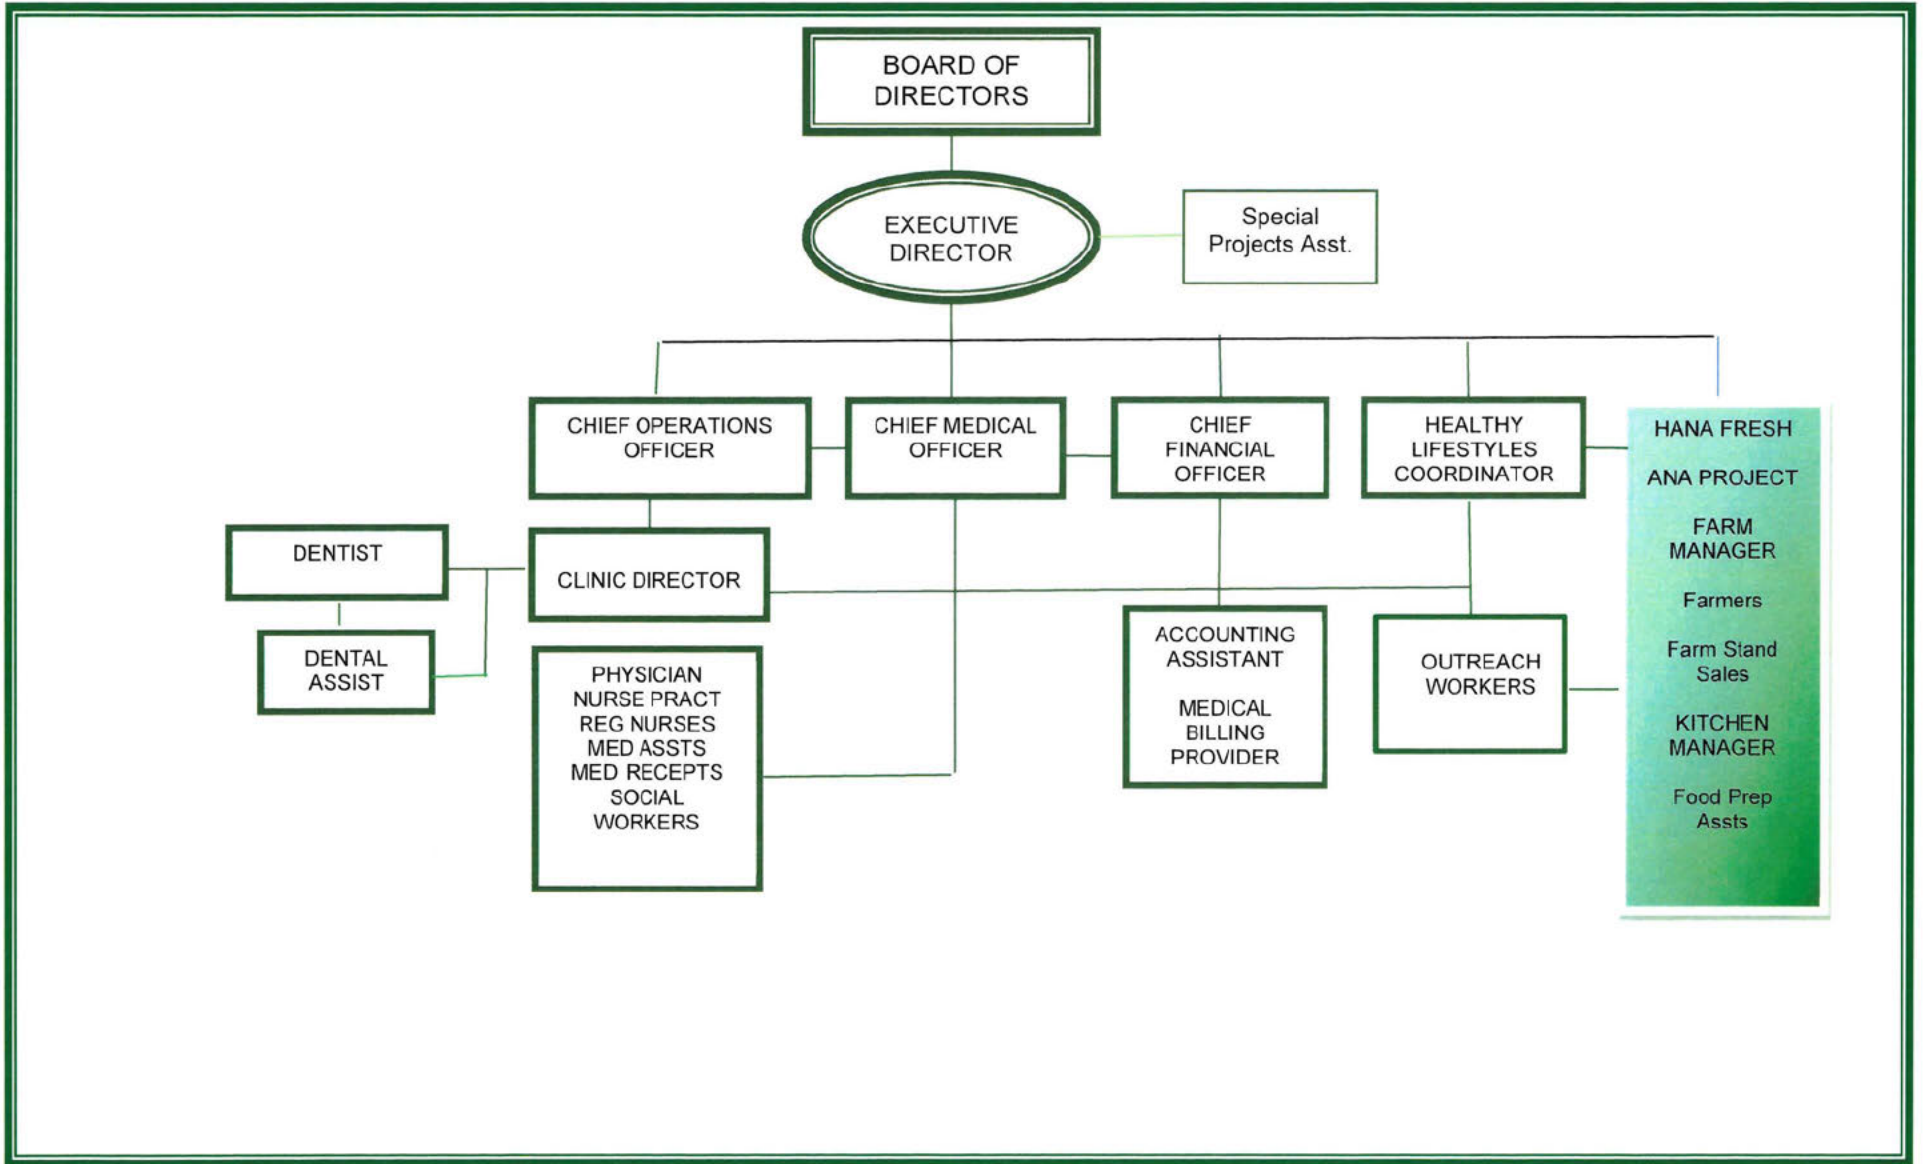 BOARD OF
DIRECTORS
EXECUTIVE
DIRECTOR
Special
Projects Asst.
CHIEF OPERATIONS
OFFICER
CHIEF MEDICAL
OFFICER
CHIEF
FINANCIAL
OFFICER
HEALTHY
LIFESTYLES
COORDINATOR
HANA FRESH
ANA PROJECT
FARM
MANAGER
Farmers
Farm Stand
Sales
KITCHEN
MANAGER
Food Prep
Assts
DENTIST
CLINIC DIRECTOR
DENTAL
ASSIST
PHYSICIAN
NURSE PRACT
REG NURSES
MED ASSTS
MED RECEPTS
SOCIAL
WORKERS
ACCOUNTING
ASSISTANT
MEDICAL
BILLING
PROVIDER
OUTREACH
WORKERS